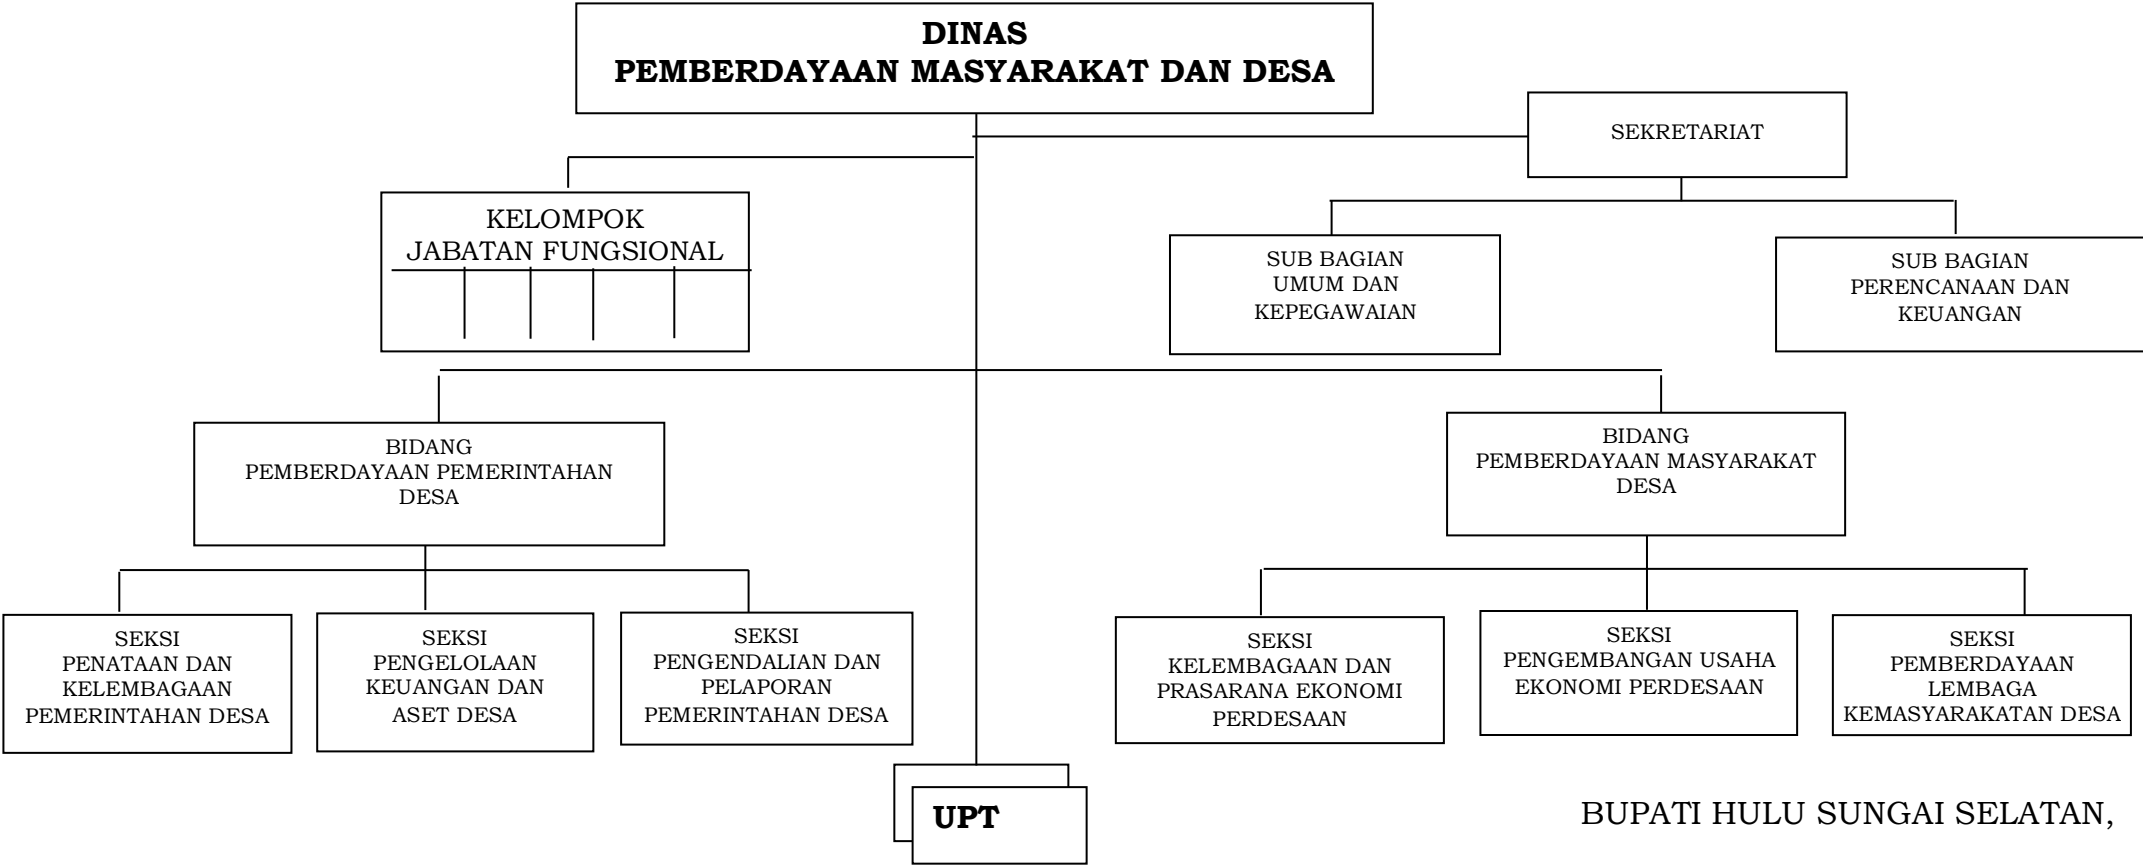 DINAS
PEMBERDAYAAN MASYARAKAT DAN DESA
SEKRETARIAT
KELOMPOK
JABATAN FUNGSIONAL
SUB BAGIAN
UMUM DAN
KEPEGAWAIAN
SUB BAGIAN
PERENCANAAN DAN
KEUANGAN
BIDANG
PEMBERDAYAAN PEMERINTAHAN
DESA
BIDANG
PEMBERDAYAAN MASYARAKAT
DESA
SEKSI
PENATAAN DAN
KELEMBAGAAN
PEMERINTAHAN DESA
SEKSI
PENGELOLAAN
KEUANGAN DAN
ASET DESA
SEKSI
PENGENDALIAN DAN
PELAPORAN
PEMERINTAHAN DESA
SEKSI
KELEMBAGAAN DAN
PRASARANA EKONOMI
PERDESAAN
SEKSI
PENGEMBANGAN USAHA
EKONOMI PERDESAAN
SEKSI
PEMBERDAYAAN
LEMBAGA
KEMASYARAKATAN DESA
UPT
BUPATI HULU SUNGAI SELATAN,